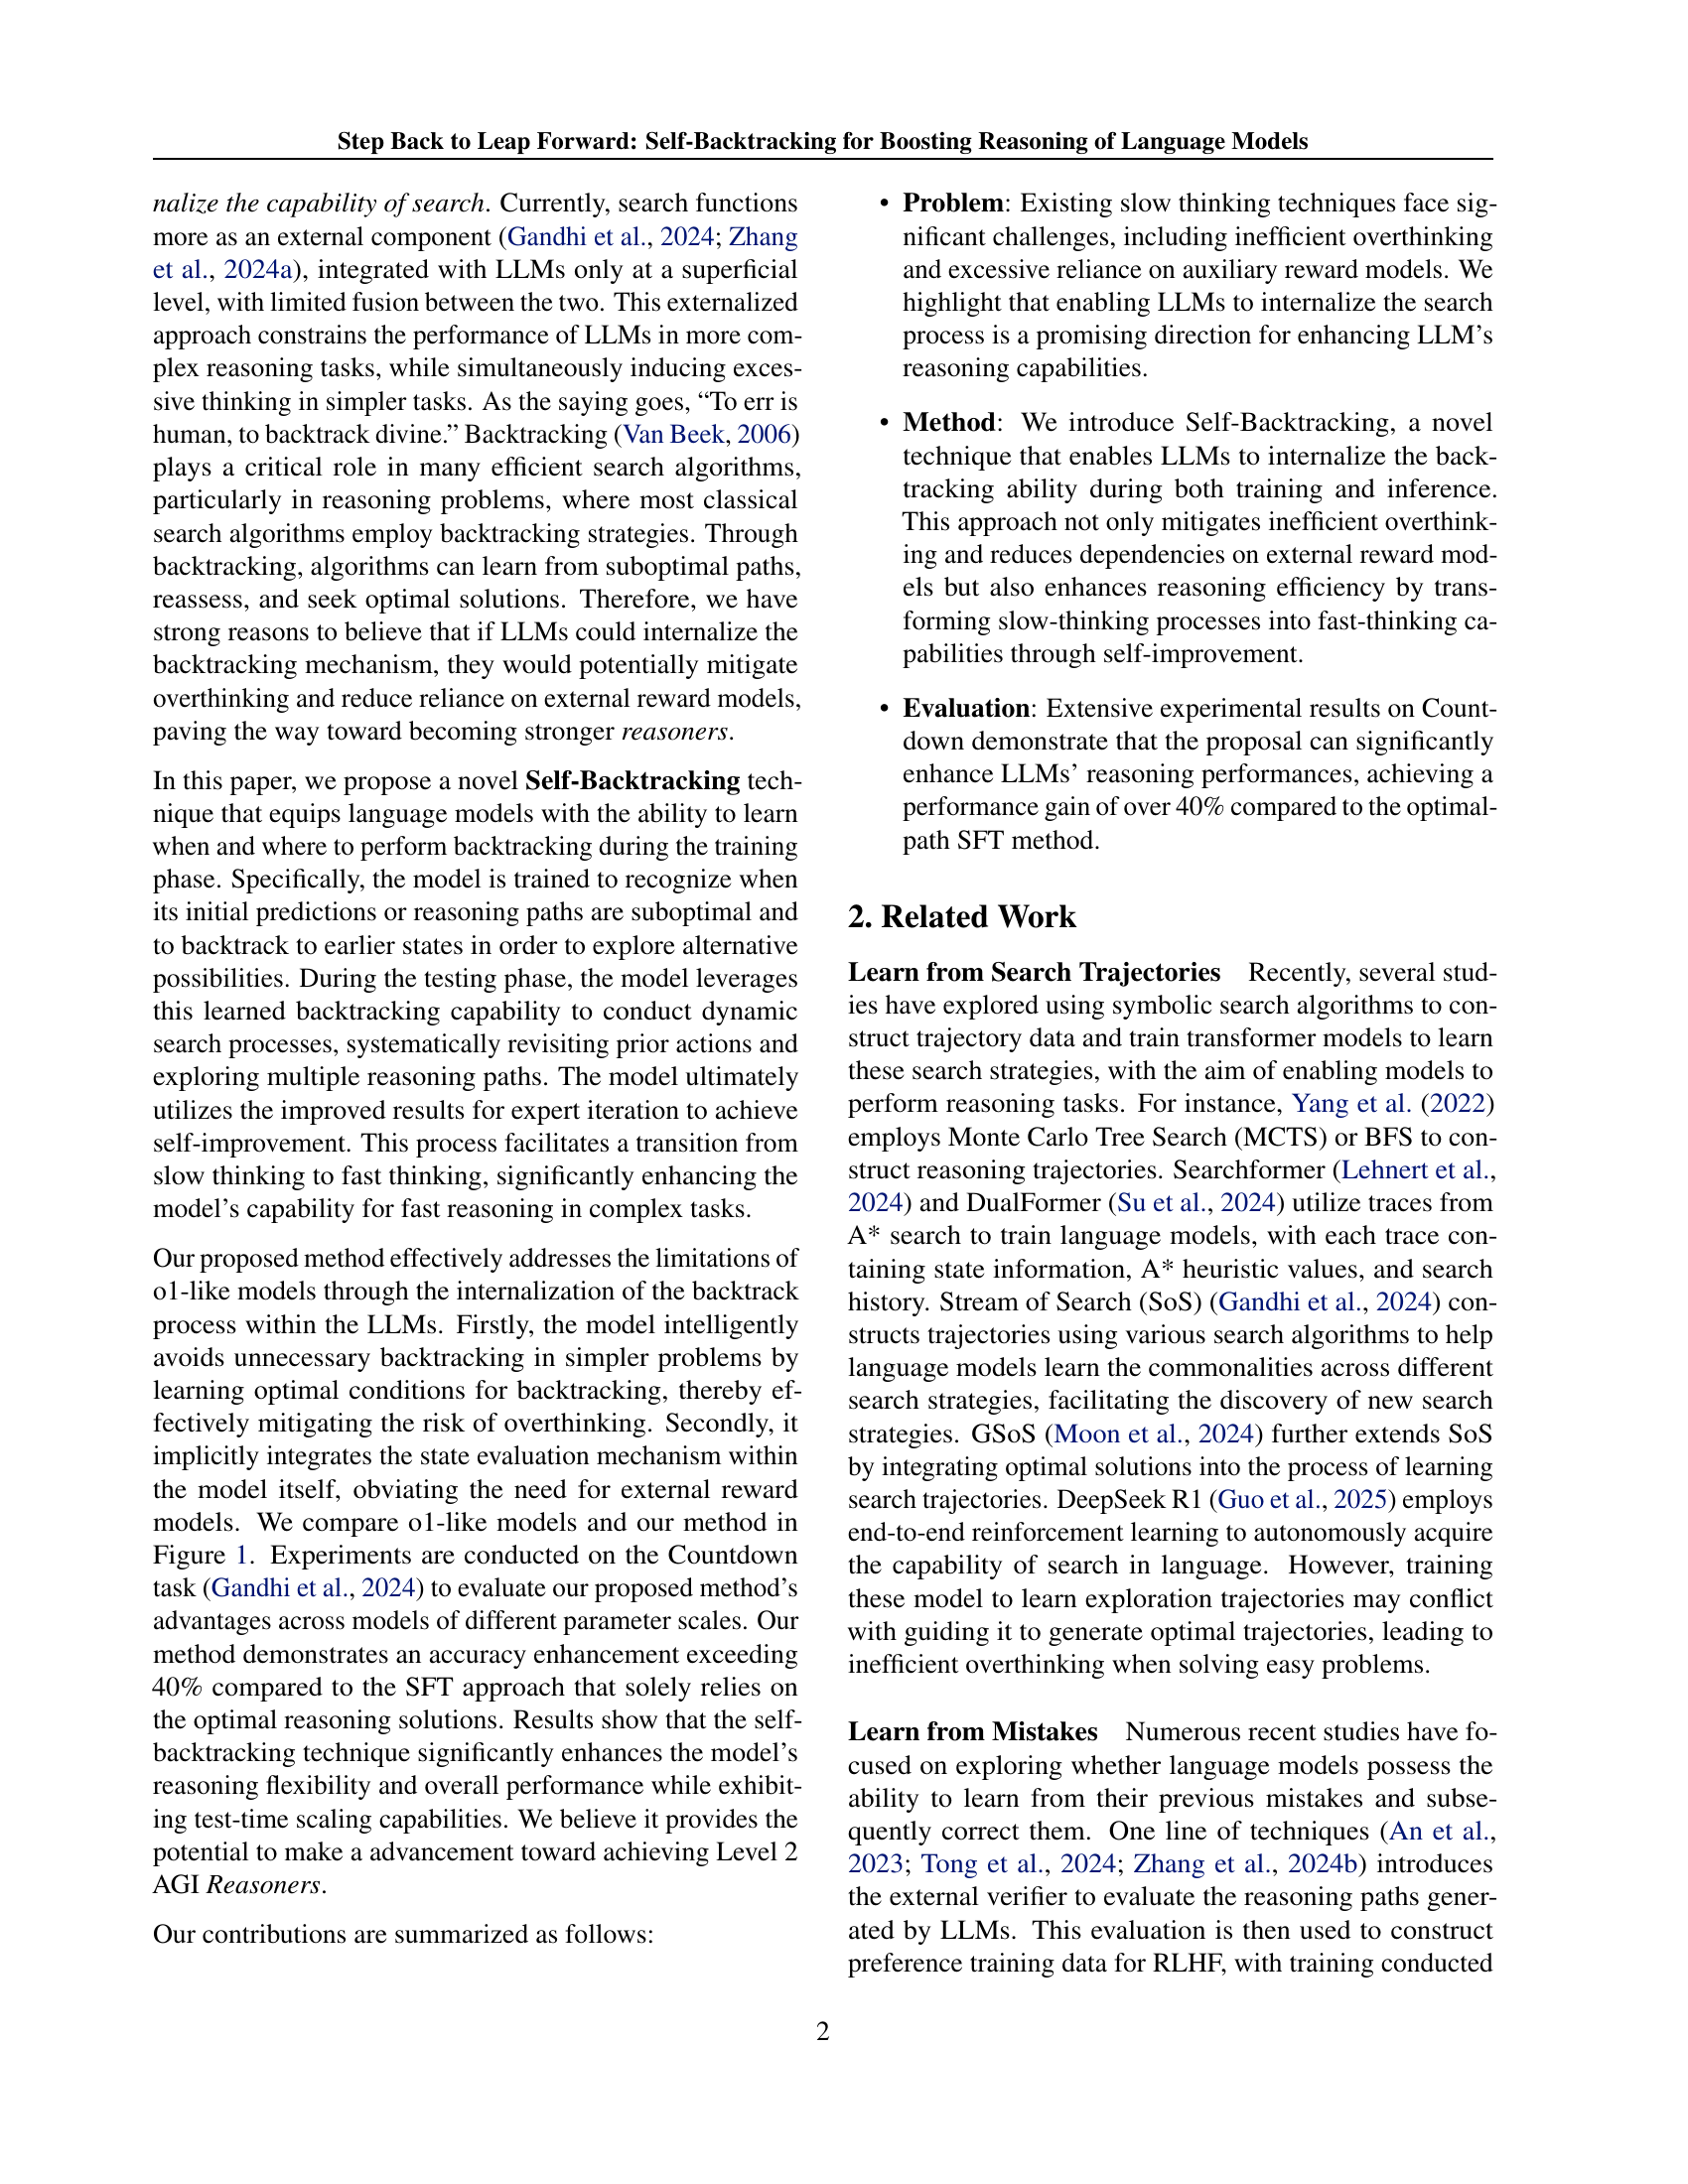 Step Back to Leap Forward: Self-Backtracking for Boosting Reasoning of Language Models
nalize the capability of search. Currently, search functions
more as an external component (Gandhi et al., 2024; Zhang
et al., 2024a), integrated with LLMs only at a superficial
level, with limited fusion between the two. This externalized
approach constrains the performance of LLMs in more com-
plex reasoning tasks, while simultaneously inducing exces-
sive thinking in simpler tasks. As the saying goes, “To err is
human, to backtrack divine.” Backtracking (Van Beek, 2006)
plays a critical role in many efficient search algorithms,
particularly in reasoning problems, where most classical
search algorithms employ backtracking strategies. Through
backtracking, algorithms can learn from suboptimal paths,
reassess, and seek optimal solutions. Therefore, we have
strong reasons to believe that if LLMs could internalize the
backtracking mechanism, they would potentially mitigate
overthinking and reduce reliance on external reward models,
paving the way toward becoming stronger reasoners.
In this paper, we propose a novel Self-Backtracking tech-
nique that equips language models with the ability to learn
when and where to perform backtracking during the training
phase. Specifically, the model is trained to recognize when
its initial predictions or reasoning paths are suboptimal and
to backtrack to earlier states in order to explore alternative
possibilities. During the testing phase, the model leverages
this learned backtracking capability to conduct dynamic
search processes, systematically revisiting prior actions and
exploring multiple reasoning paths. The model ultimately
utilizes the improved results for expert iteration to achieve
self-improvement. This process facilitates a transition from
slow thinking to fast thinking, significantly enhancing the
model’s capability for fast reasoning in complex tasks.
Our proposed method effectively addresses the limitations of
o1-like models through the internalization of the backtrack
process within the LLMs. Firstly, the model intelligently
avoids unnecessary backtracking in simpler problems by
learning optimal conditions for backtracking, thereby ef-
fectively mitigating the risk of overthinking. Secondly, it
implicitly integrates the state evaluation mechanism within
the model itself, obviating the need for external reward
models. We compare o1-like models and our method in
Figure 1. Experiments are conducted on the Countdown
task (Gandhi et al., 2024) to evaluate our proposed method’s
advantages across models of different parameter scales. Our
method demonstrates an accuracy enhancement exceeding
40% compared to the SFT approach that solely relies on
the optimal reasoning solutions. Results show that the self-
backtracking technique significantly enhances the model’s
reasoning flexibility and overall performance while exhibit-
ing test-time scaling capabilities. We believe it provides the
potential to make a advancement toward achieving Level 2
AGI Reasoners.
Our contributions are summarized as follows:
• Problem: Existing slow thinking techniques face sig-
nificant challenges, including inefficient overthinking
and excessive reliance on auxiliary reward models. We
highlight that enabling LLMs to internalize the search
process is a promising direction for enhancing LLM’s
reasoning capabilities.
• Method: We introduce Self-Backtracking, a novel
technique that enables LLMs to internalize the back-
tracking ability during both training and inference.
This approach not only mitigates inefficient overthink-
ing and reduces dependencies on external reward mod-
els but also enhances reasoning efficiency by trans-
forming slow-thinking processes into fast-thinking ca-
pabilities through self-improvement.
• Evaluation: Extensive experimental results on Count-
down demonstrate that the proposal can significantly
enhance LLMs’ reasoning performances, achieving a
performance gain of over 40% compared to the optimal-
path SFT method.
2. Related Work
Learn from Search Trajectories Recently, several stud-
ies have explored using symbolic search algorithms to con-
struct trajectory data and train transformer models to learn
these search strategies, with the aim of enabling models to
perform reasoning tasks. For instance, Yang et al. (2022)
employs Monte Carlo Tree Search (MCTS) or BFS to con-
struct reasoning trajectories. Searchformer (Lehnert et al.,
2024) and DualFormer (Su et al., 2024) utilize traces from
A* search to train language models, with each trace con-
taining state information, A* heuristic values, and search
history. Stream of Search (SoS) (Gandhi et al., 2024) con-
structs trajectories using various search algorithms to help
language models learn the commonalities across different
search strategies, facilitating the discovery of new search
strategies. GSoS (Moon et al., 2024) further extends SoS
by integrating optimal solutions into the process of learning
search trajectories. DeepSeek R1 (Guo et al., 2025) employs
end-to-end reinforcement learning to autonomously acquire
the capability of search in language. However, training
these model to learn exploration trajectories may conflict
with guiding it to generate optimal trajectories, leading to
inefficient overthinking when solving easy problems.
Learn from Mistakes Numerous recent studies have fo-
cused on exploring whether language models possess the
ability to learn from their previous mistakes and subse-
quently correct them. One line of techniques (An et al.,
2023; Tong et al., 2024; Zhang et al., 2024b) introduces
the external verifier to evaluate the reasoning paths gener-
ated by LLMs. This evaluation is then used to construct
preference training data for RLHF, with training conducted
2